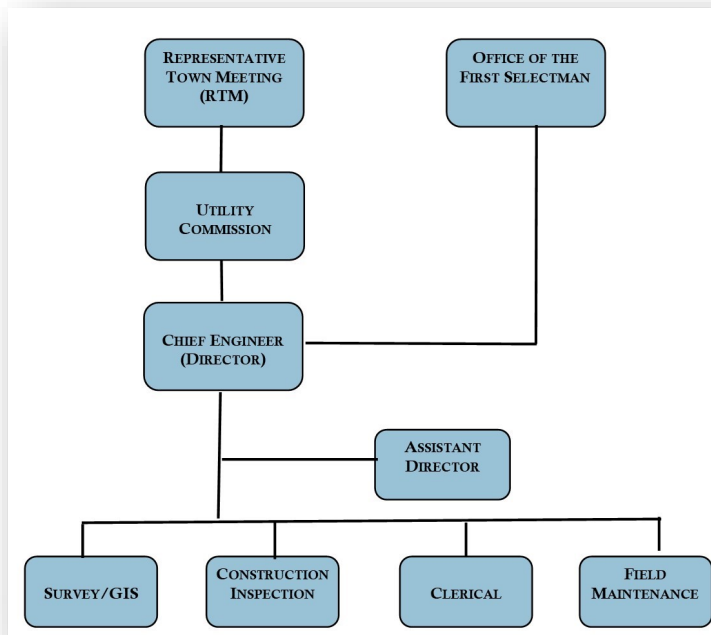 REPRESENTATIVE
TOWN MEETING
(RTM)
OFFICE OF THE
FIRST SELECTMAN
UTILITY
COMMISSION
CHIEF ENGINEER
(DIRECTOR)
ASSISTANT
DIRECTOR
SURVEY/GIS
CONSTRUCTION
INSPECTION
CLERICAL
FIELD
MAINTENANCE